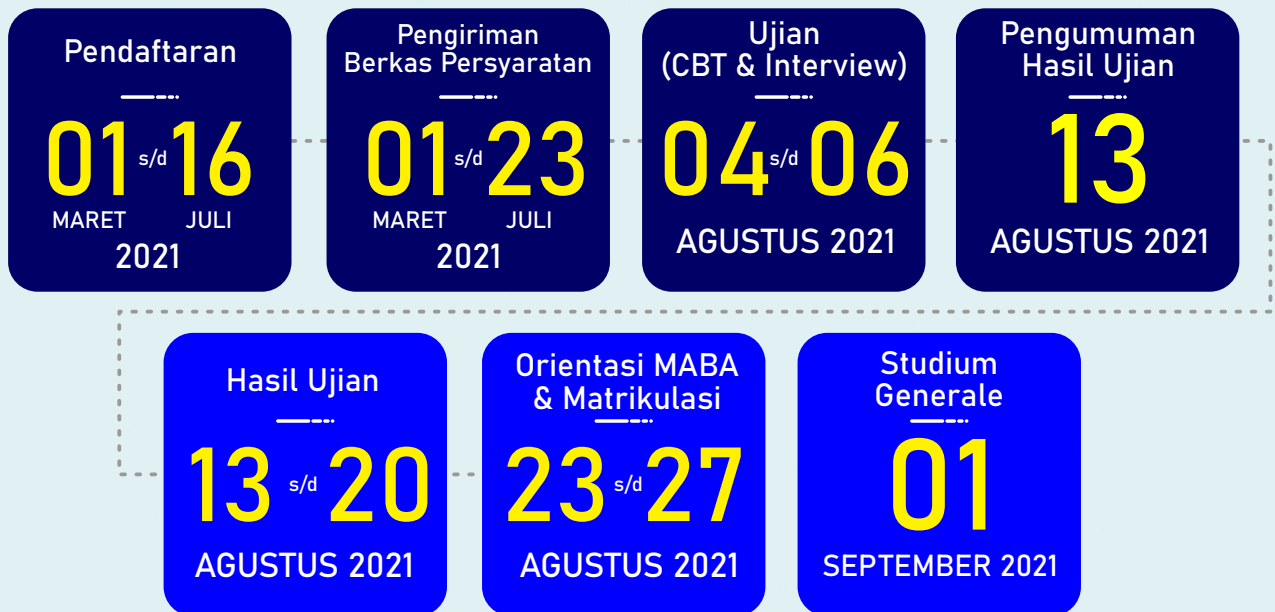 Pendaftaran
01 s/d 16
MARET JULI
2021
Pengiriman
Berkas Persyaratan
01 s/d 23
MARET JULI
2021
Ujian
(CBT & Interview)
04 s/d 06
AGUSTUS 2021
Pengumuman
Hasil Ujian
13
AGUSTUS 2021
Hasil Ujian
13 s/d 20
AGUSTUS 2021
Orientasi MABA
& Matrikulasi
23 s/d 27
AGUSTUS 2021
Studium
Generale
01
SEPTEMBER 2021